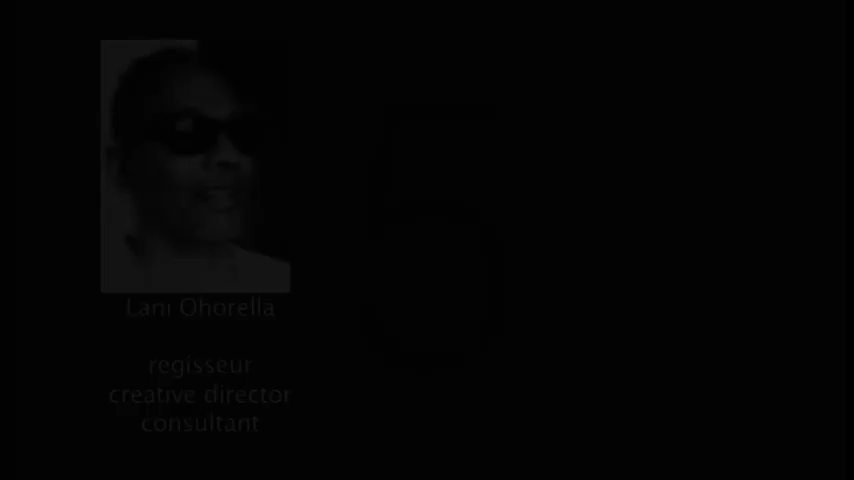 Lani Ohorella
regisseur
creative director
consultant